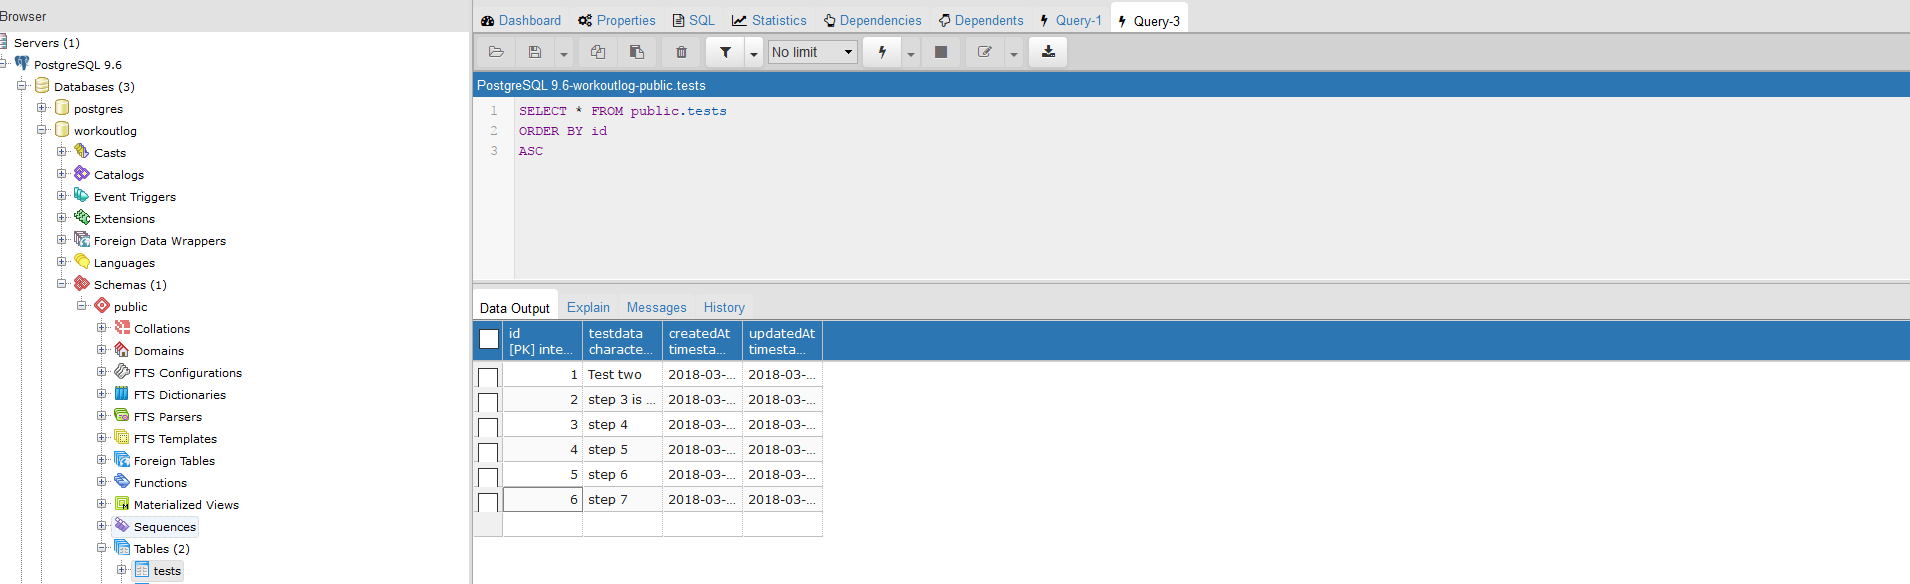 Browser
Servers (1)
PostgreSQL 9.6
Databases (3)
postgres
workoutlog
Casts
Catalogs
Event Triggers
Extensions
Foreign Data Wrappers
Languages
Schemas (1)
public
Collations
Domains
FTS Configurations
FTS Dictionaries
FTS Parsers
FTS Templates
Foreign Tables
Functions
Materialized Views
Sequences
Tables (2)
tests
Dashboard Properties SQL Statistics Dependencies Dependents Query-1 Query-3
No limit
PostgreSQL 9.6-workoutlog-public.tests
1 SELECT * FROM public.tests
2 ORDER BY id
3 ASC
Data Output Explain Messages History
id testdata createdAt updatedAt
[PK] inte... characte... timesta... timesta...
1 Test two 2018-03-... 2018-03-...
2 step 3 is ... 2018-03-... 2018-03-...
3 step 4 2018-03-... 2018-03-...
4 step 5 2018-03-... 2018-03-...
5 step 6 2018-03-... 2018-03-...
6 step 7 2018-03-... 2018-03-...